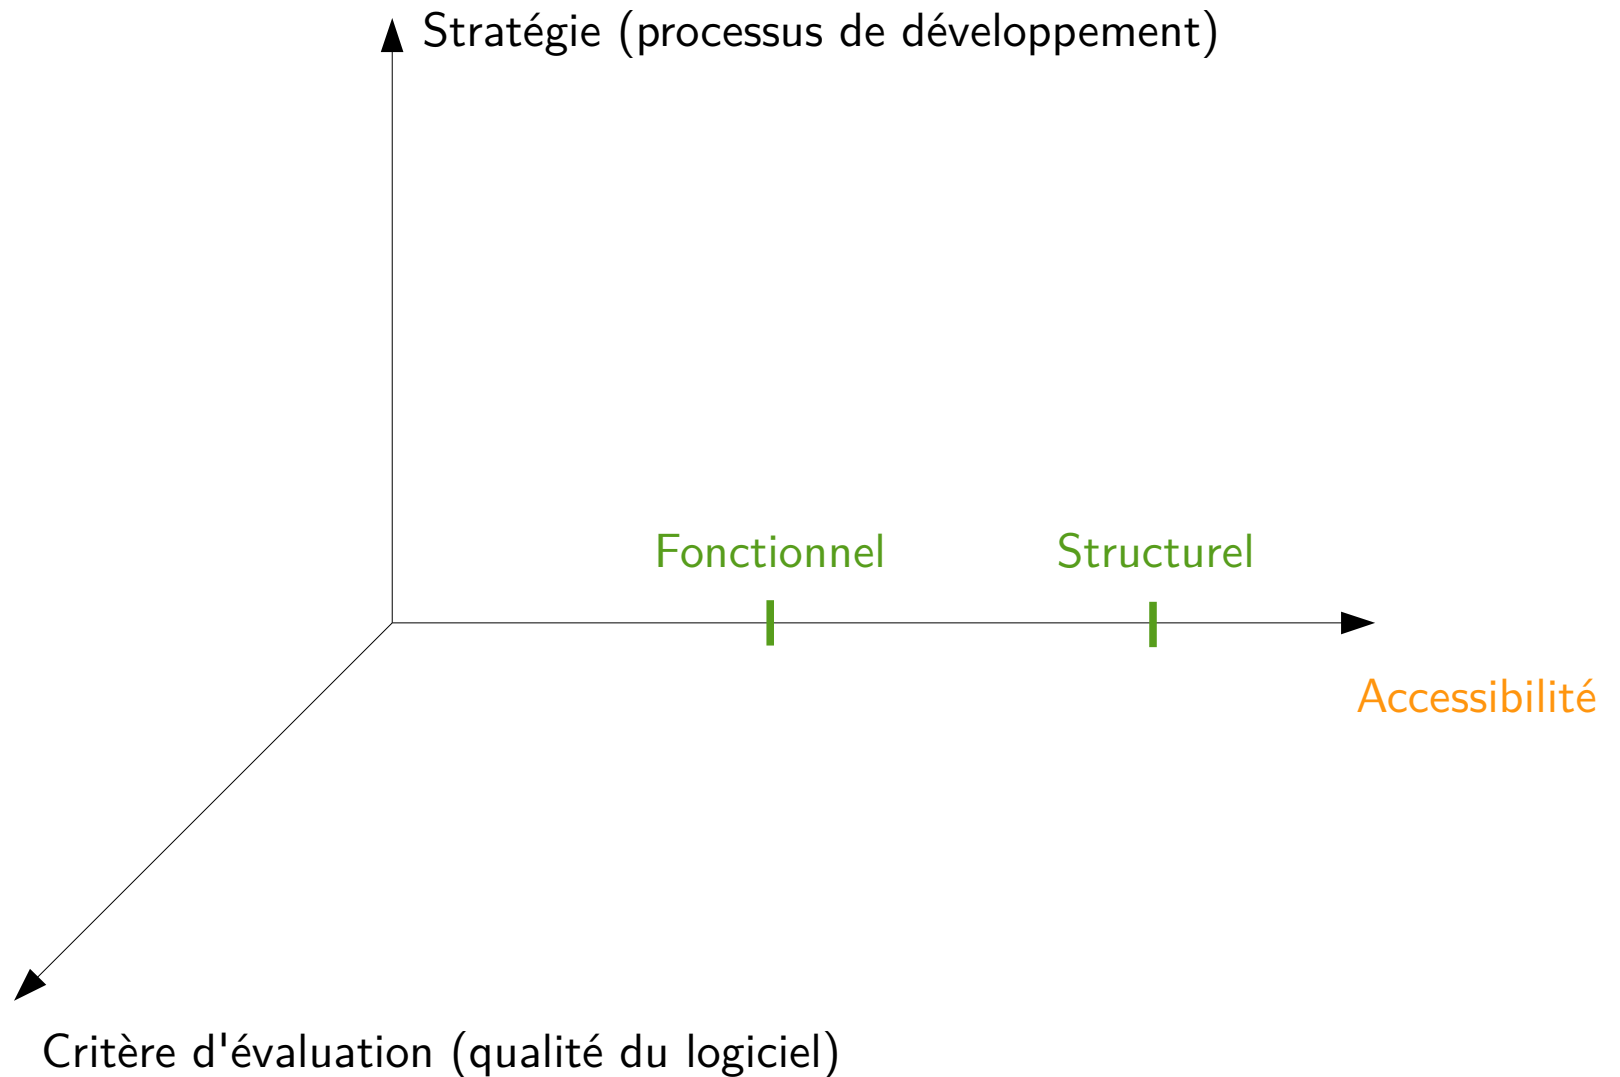 Stratégie (processus de développement)
Fonctionnel
Structurel
Accessibilité
Critère d'évaluation (qualité du logiciel)